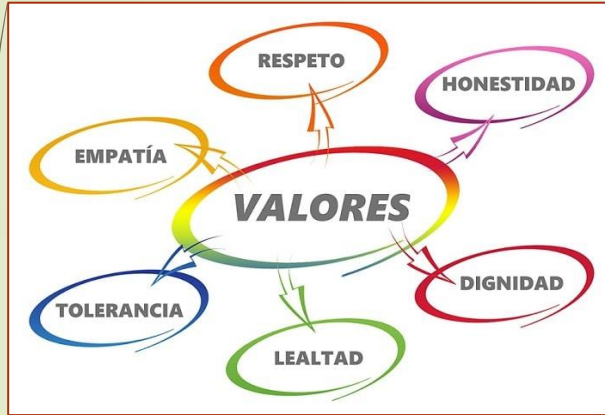 RESPETO
HONESTIDAD
EMPATÍA
VALORES
DIGNIDAD
TOLERANCIA
LEALTAD